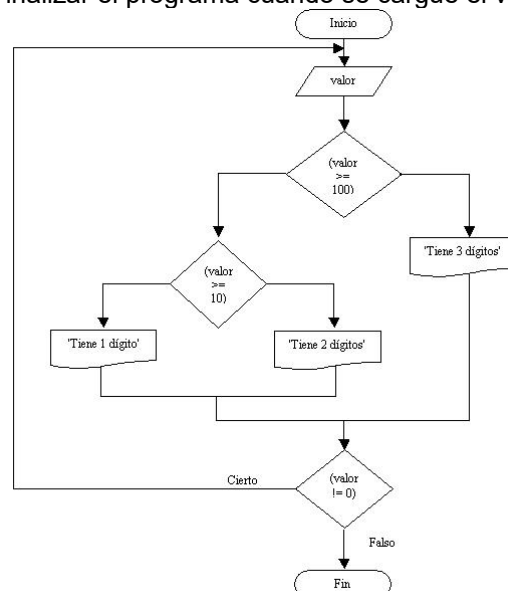 inalizar el programa cuando se cargue el v
Inicio
valor
(valor
>=
100)
'Tiene 3 dígitos'
(valor
>=
10)
'Tiene 1 dígito'
'Tiene 2 dígitos'
Cierto
(valor
!= 0)
Falso
Fin